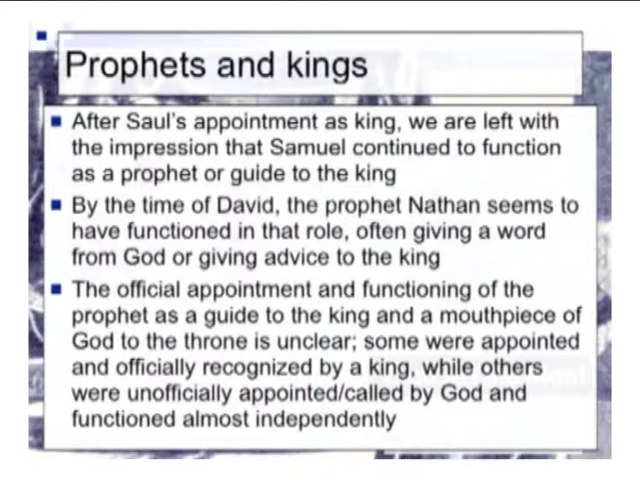 Prophets and kings
After Saul's appointment as king, we are left with
the impression that Samuel continued to function
as a prophet or guide to the king
By the time of David, the prophet Nathan seems to
have functioned in that role, often giving a word
from God or giving advice to the king
The official appointment and functioning of the
prophet as a guide to the king and a mouthpiece of
God to the throne is unclear; some were appointed
and officially recognized by a king, while others
were unofficially appointed/called by God and
functioned almost independently